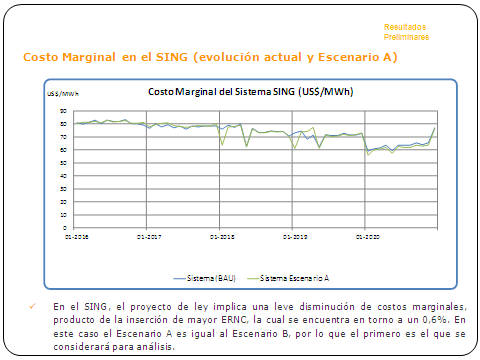 Resultados
Preliminares
Costo Marginal en el SING (evolución actual y Escenario A)
US$/MWh
Costo Marginal del Sistema SING (US$/MWh)
90
80
70
60
50
40
30
20
10
0
01-2016 01-2017 01-2018 01-2019 01-2020
Sistema (BAU) Sistema Escenario A
En el SING, el proyecto de ley implica una leve disminución de costos marginales,
producto de la inserción de mayor ERNC, la cual se encuentra en torno a un 0,6%. En
este caso el Escenario A es igual al Escenario B, por lo que el primero es el que se
considerará para análisis.